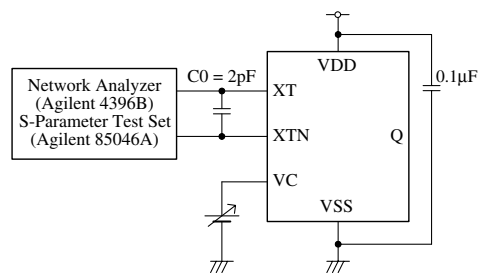 Network Analyzer
(Agilent 4396B)
S-Parameter Test Set
(Agilent 85046A)
C0 = 2pF
XT
XTN
VC
VDD
VSS
Q
0.1μF